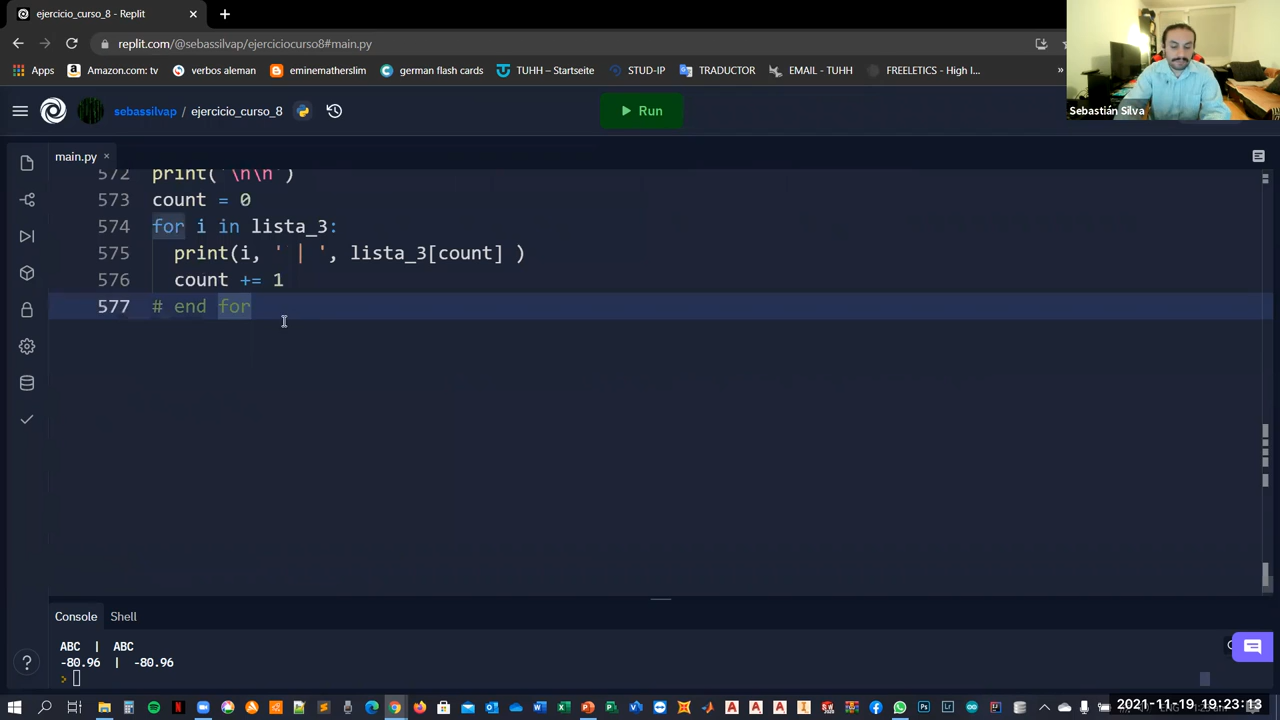 ejercicio_curso_8 - Replit
replit.com/@sebassilvap/ejerciciocurso8#main.py
Apps
Amazon.com: tv
verbos aleman
eminematherslim
german flash cards
TUHH – Startseite
STUD-IP
TRADUCTOR
EMAIL - TUHH
FREELETICS - High I...
»
Sebastián Silva
sebassilvap / ejercicio_curso_8
Run
main.py
572 print('\n\n')
573 count = 0
574 for i in lista_3:
575 print(i, ' | ', lista_3[count] )
576 count += 1
577 # end for
Console
Shell
ABC | ABC
-80.96 | -80.96
>
2021-11-19 19:23:13